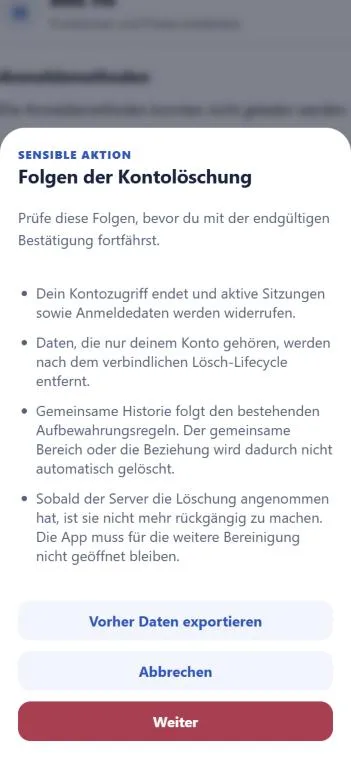 SENSIBLE AKTION
Folgen der Kontolöschung
Prüfe diese Folgen, bevor du mit der endgültigen
Bestätigung fortfährst.
• Dein Kontozugriff endet und aktive Sitzungen
sowie Anmeldedaten werden widerrufen.
• Daten, die nur deinem Konto gehören, werden
nach dem verbindlichen Lösch-Lifecycle
entfernt.
• Gemeinsame Historie folgt den bestehenden
Aufbewahrungsregeln. Der gemeinsame
Bereich oder die Beziehung wird dadurch nicht
automatisch gelöscht.
• Sobald der Server die Löschung angenommen
hat, ist sie nicht mehr rückgängig zu machen.
Die App muss für die weitere Bereinigung
nicht geöffnet bleiben.
Vorher Daten exportieren
Abbrechen
Weiter